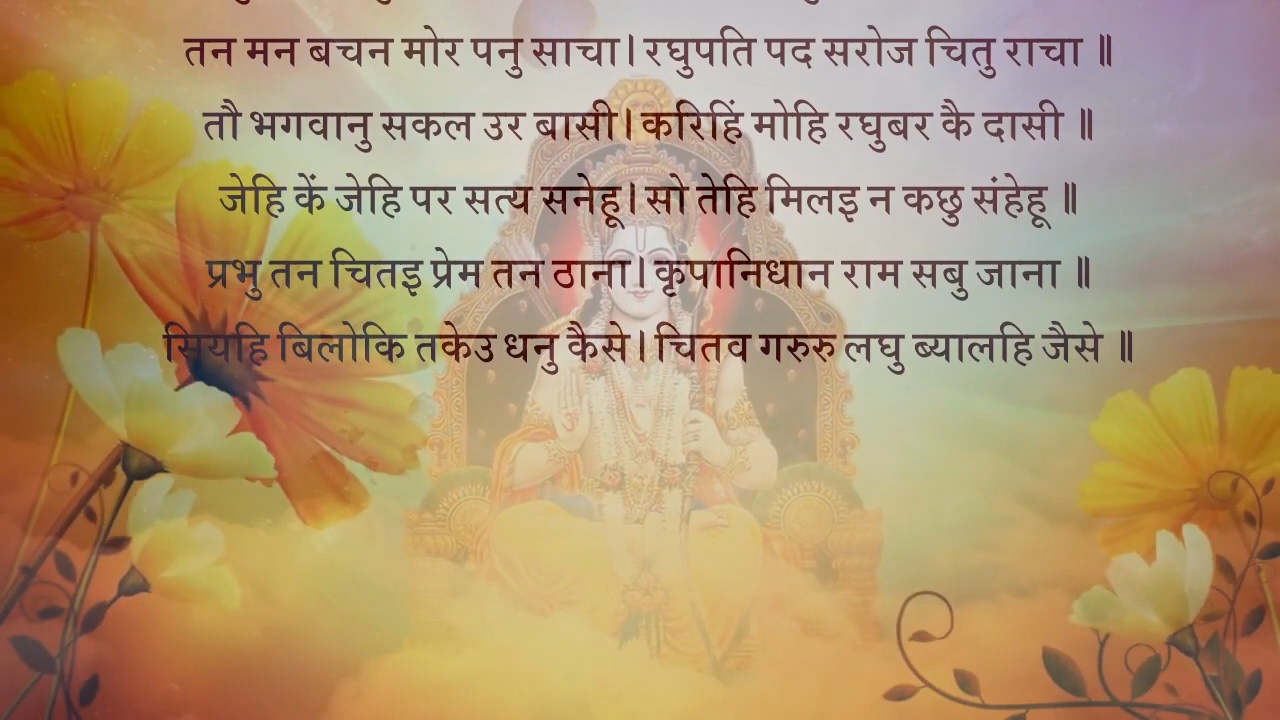 तन मन बचन मोर पनु साचा। रघुपति पद सरोज चितु राचा ॥
तौ भगवानु सकल उर बासी। करिहिं मोहि रघुबर कै दासी ॥
जेहि कें जेहि पर सत्य सनेहू। सो तेहि मिलइ न कछु संहेहू ॥
प्रभु तन चितइ प्रेम तन ठाना। कृपानिधान राम सबु जाना ॥
सियहि बिलोकि तकेउ धनु कैसे। चितव गरुरु लघु ब्यालहि जैसे ॥